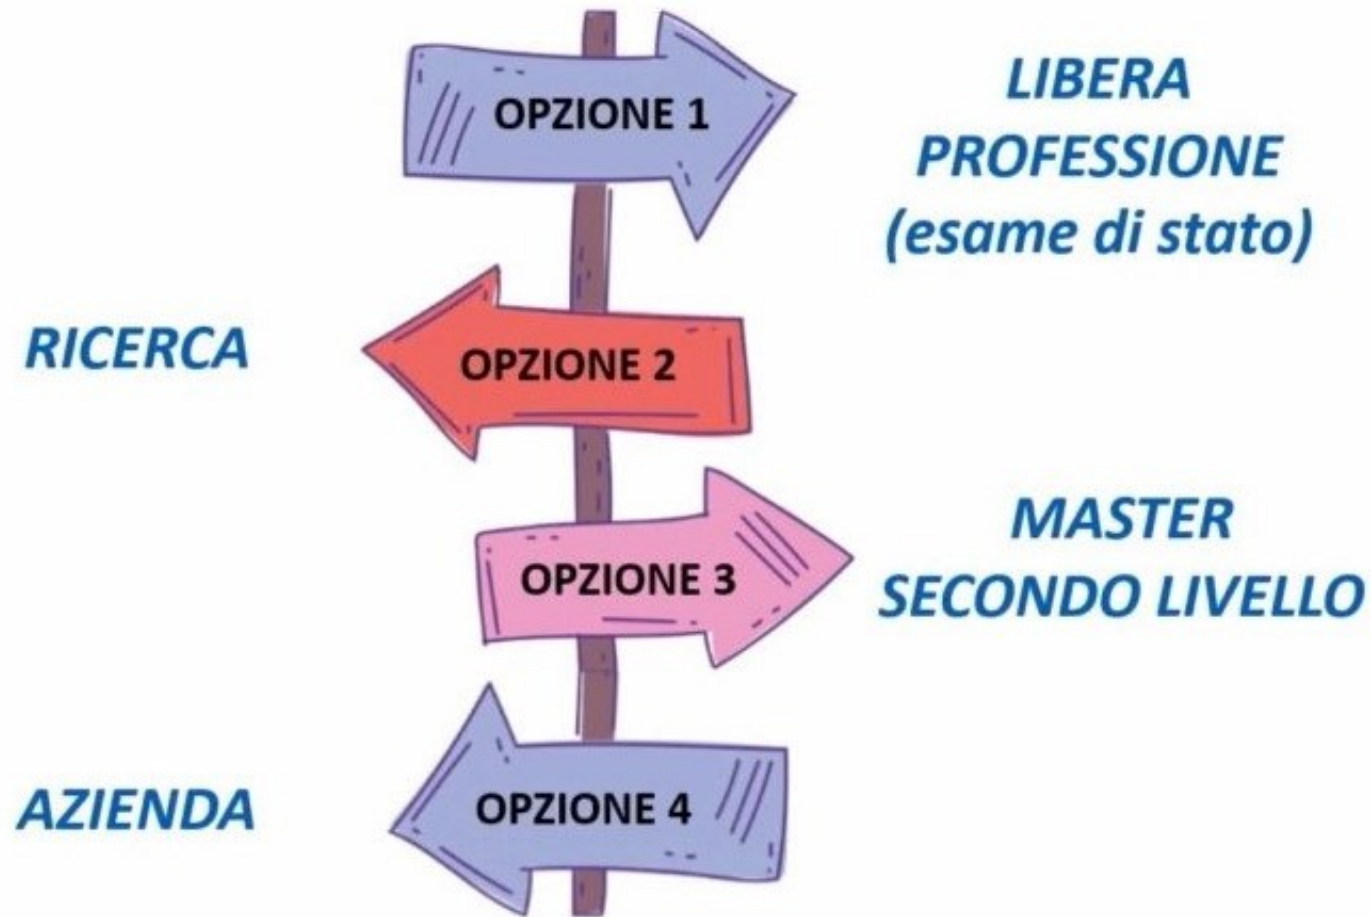 OPZIONE 1
LIBERA
PROFESSIONE
(esame di stato)
RICERCA
OPZIONE 2
OPZIONE 3
MASTER
SECONDO LIVELLO
AZIENDA
OPZIONE 4